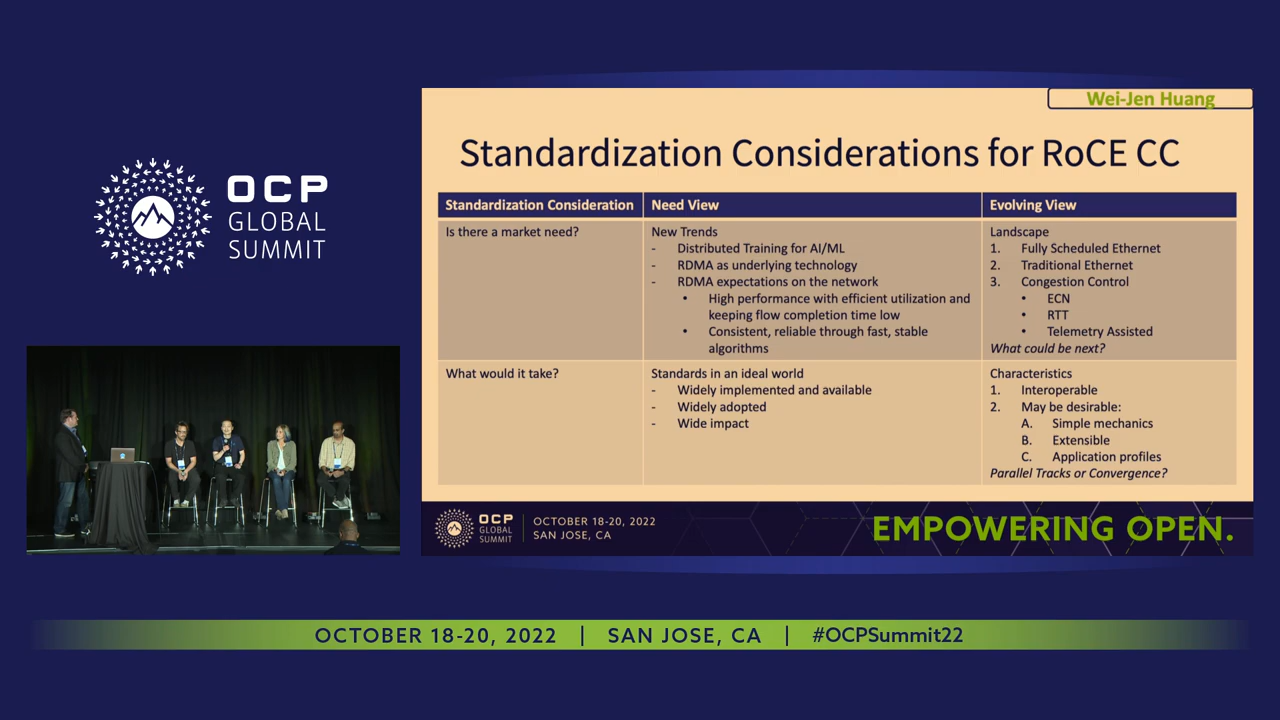 OCP
GLOBAL
SUMMIT
Wei-Jen Huang
Standardization Considerations for RoCE CC
Standardization Consideration
Need View
Evolving View
Is there a market need?
New Trends
- Distributed Training for AI/ML
- RDMA as underlying technology
- RDMA expectations on the network
• High performance with efficient utilization and
keeping flow completion time low
• Consistent, reliable through fast, stable
algorithms
Landscape
1. Fully Scheduled Ethernet
2. Traditional Ethernet
3. Congestion Control
• ECN
• RTT
• Telemetry Assisted
What could be next?
What would it take?
Standards in an ideal world
- Widely implemented and available
- Widely adopted
- Wide impact
Characteristics
1. Interoperable
2. May be desirable:
A. Simple mechanics
B. Extensible
C. Application profiles
Parallel Tracks or Convergence?
OCP
GLOBAL
SUMMIT
OCTOBER 18-20, 2022
SAN JOSE, CA
EMPOWERING OPEN.
OCTOBER 18-20, 2022 | SAN JOSE, CA | #OCPSummit22